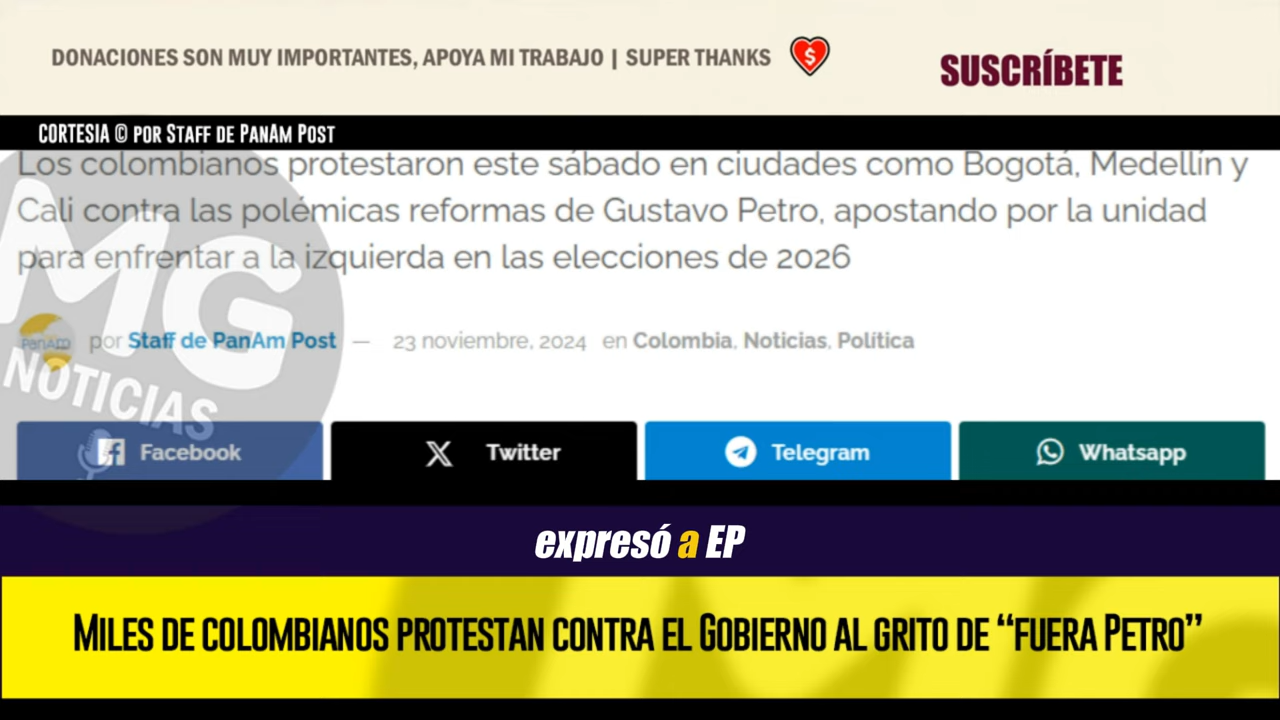 DONACIONES SON MUY IMPORTANTES, APOYA MI TRABAJO | SUPER THANKS
$
SUSCRÍBETE
CORTESIA © POR STAFF DE PANAM POST
Los colombianos protestaron este sábado en ciudades como Bogotá, Medellín y
Cali contra las polémicas reformas de Gustavo Petro, apostando por la unidad
para enfrentar a la izquierda en las elecciones de 2026
MG
NOTICIAS
PanAm
por Staff de PanAm Post — 23 noviembre, 2024 en Colombia, Noticias, Política
Facebook
Twitter
Telegram
Whatsapp
expresó a EP
MILES DE COLOMBIANOS PROTESTAN CONTRA EL GOBIERNO AL GRITO DE “FUERA PETRO”